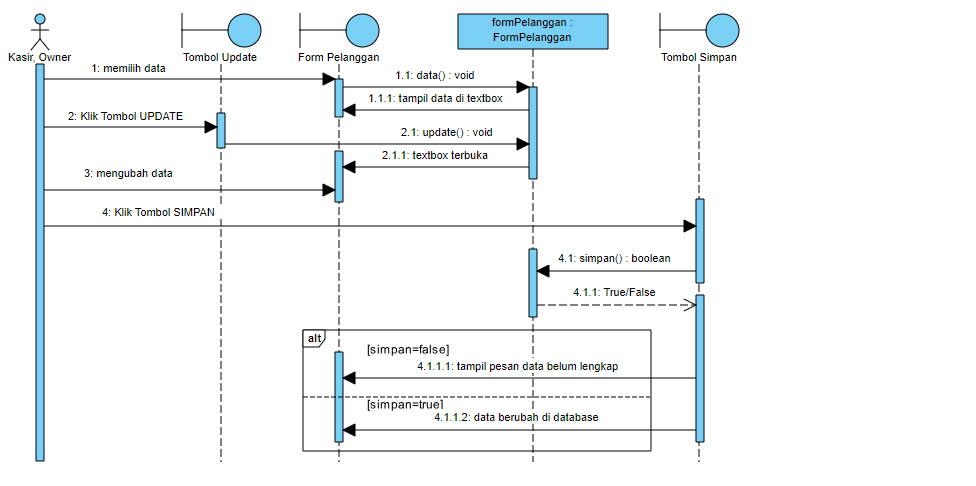 formPelanggan :
FormPelanggan
Kasir, Owner
Tombol Update
Form Pelanggan
Tombol Simpan
1: memilih data
1.1: data() : void
1.1.1: tampil data di textbox
2: Klik Tombol UPDATE
2.1: update() : void
2.1.1: textbox terbuka
3: mengubah data
4: Klik Tombol SIMPAN
4.1: simpan() : boolean
4.1.1: True/False
alt
[simpan=false]
4.1.1.1: tampil pesan data belum lengkap
[simpan=true]
4.1.1.2: data berubah di database